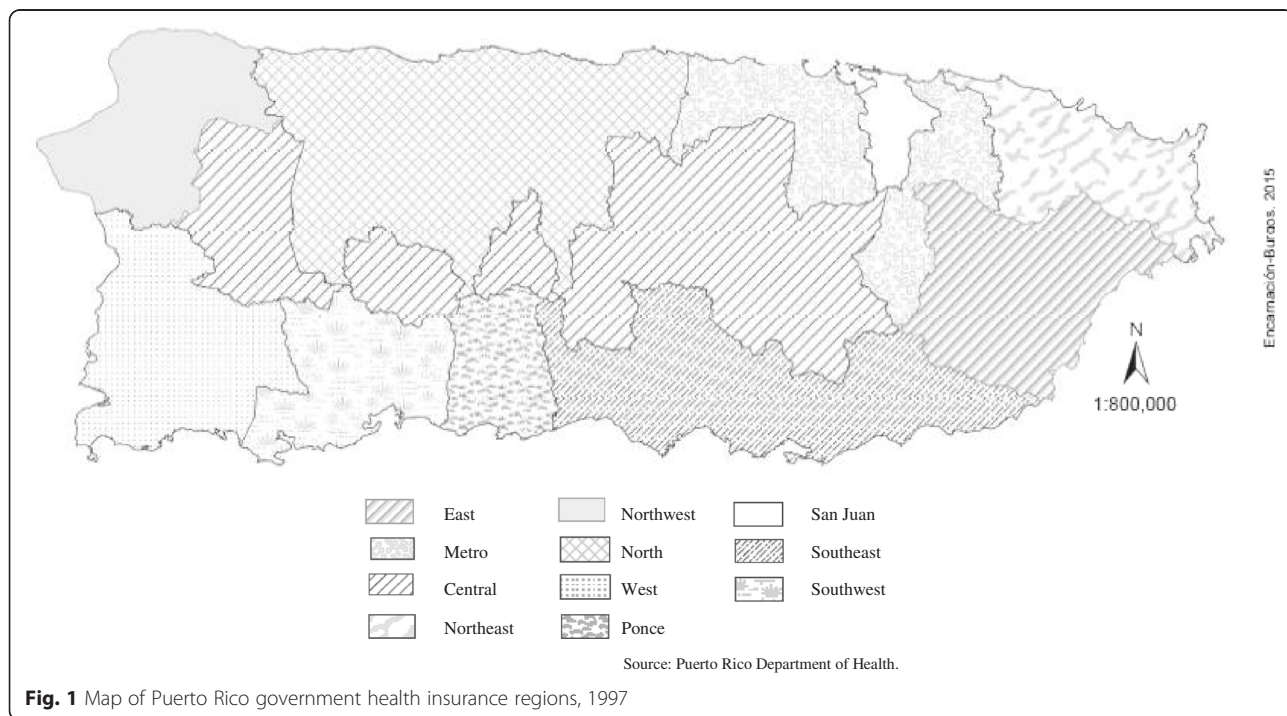 Encarnación-Burgos, 2015
N
1:800,000
East
Northwest
San Juan
Metro
North
Southeast
Central
West
Southwest
Northeast
Ponce
Source: Puerto Rico Department of Health.
Fig. 1 Map of Puerto Rico government health insurance regions, 1997